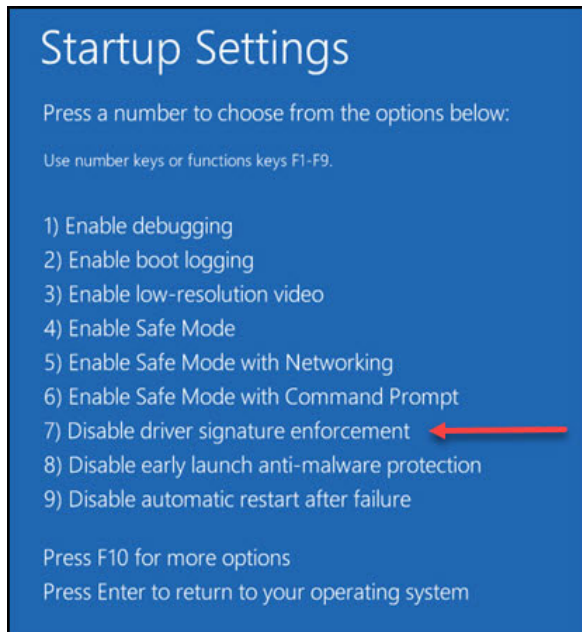 Startup Settings
Press a number to choose from the options below:
Use number keys or functions keys F1-F9.
1) Enable debugging
2) Enable boot logging
3) Enable low-resolution video
4) Enable Safe Mode
5) Enable Safe Mode with Networking
6) Enable Safe Mode with Command Prompt
7) Disable driver signature enforcement
8) Disable early launch anti-malware protection
9) Disable automatic restart after failure
Press F10 for more options
Press Enter to return to your operating system